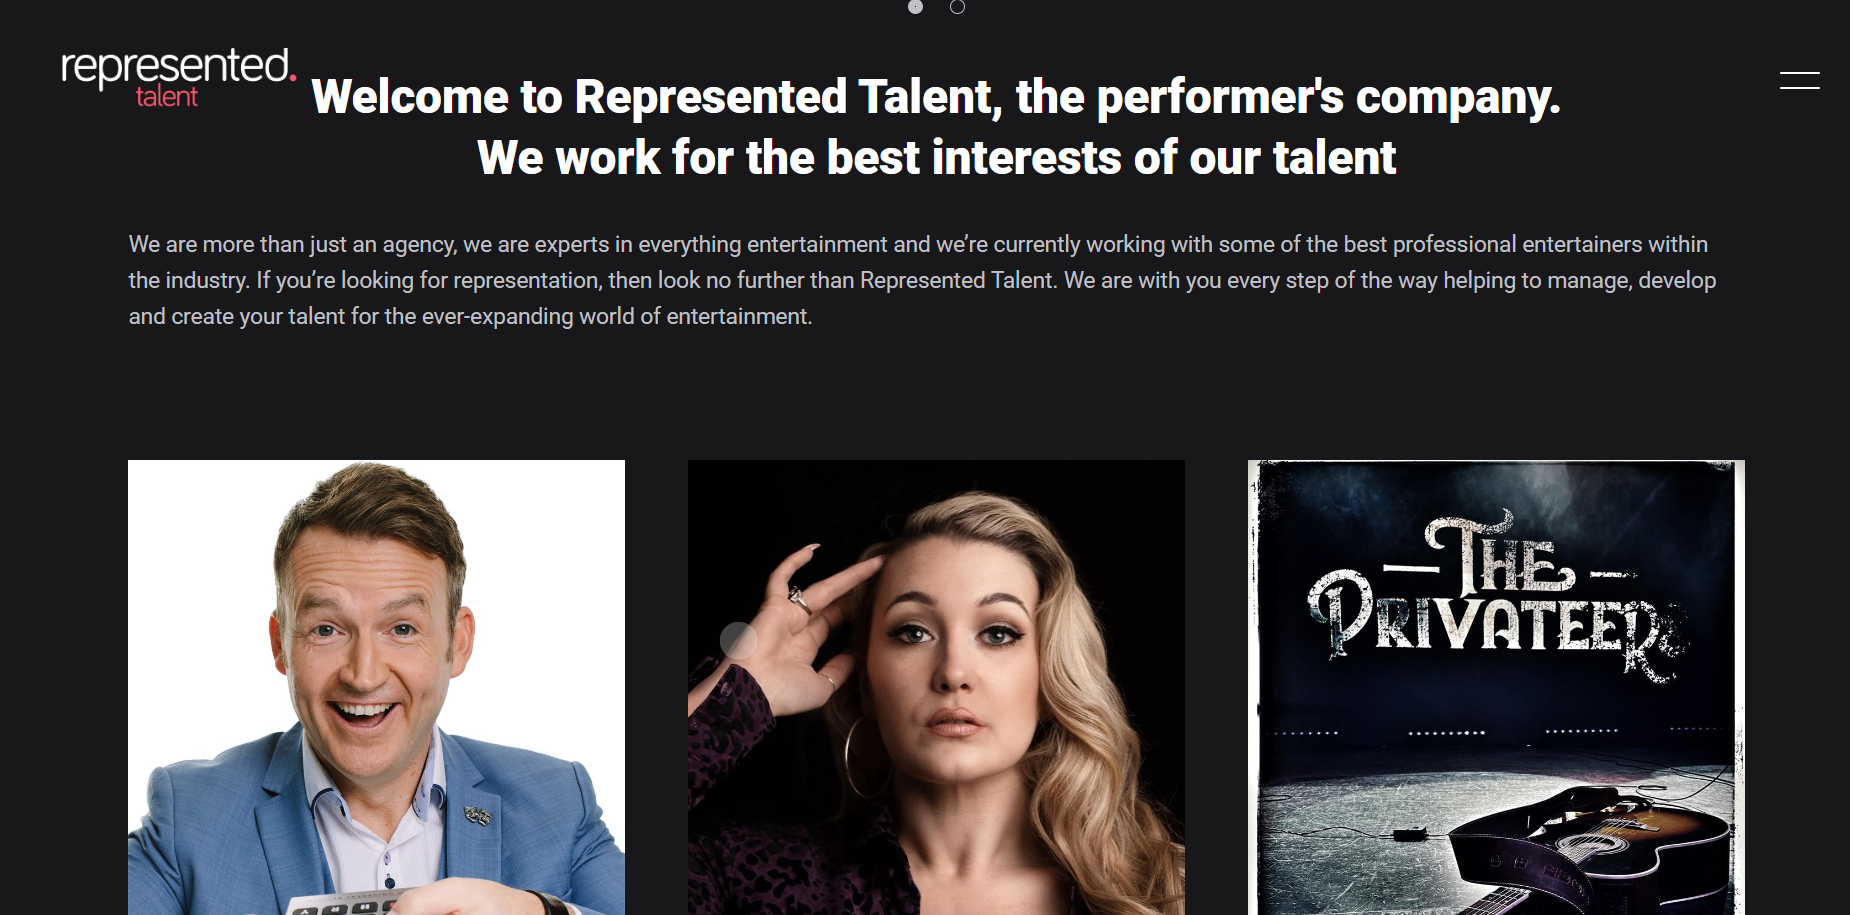 represented.
talent
Welcome to Represented Talent, the performer's company.
We work for the best interests of our talent
We are more than just an agency, we are experts in everything entertainment and we’re currently working with some of the best professional entertainers within
the industry. If you’re looking for representation, then look no further than Represented Talent. We are with you every step of the way helping to manage, develop
and create your talent for the ever-expanding world of entertainment.
THE
PRIVATEERS